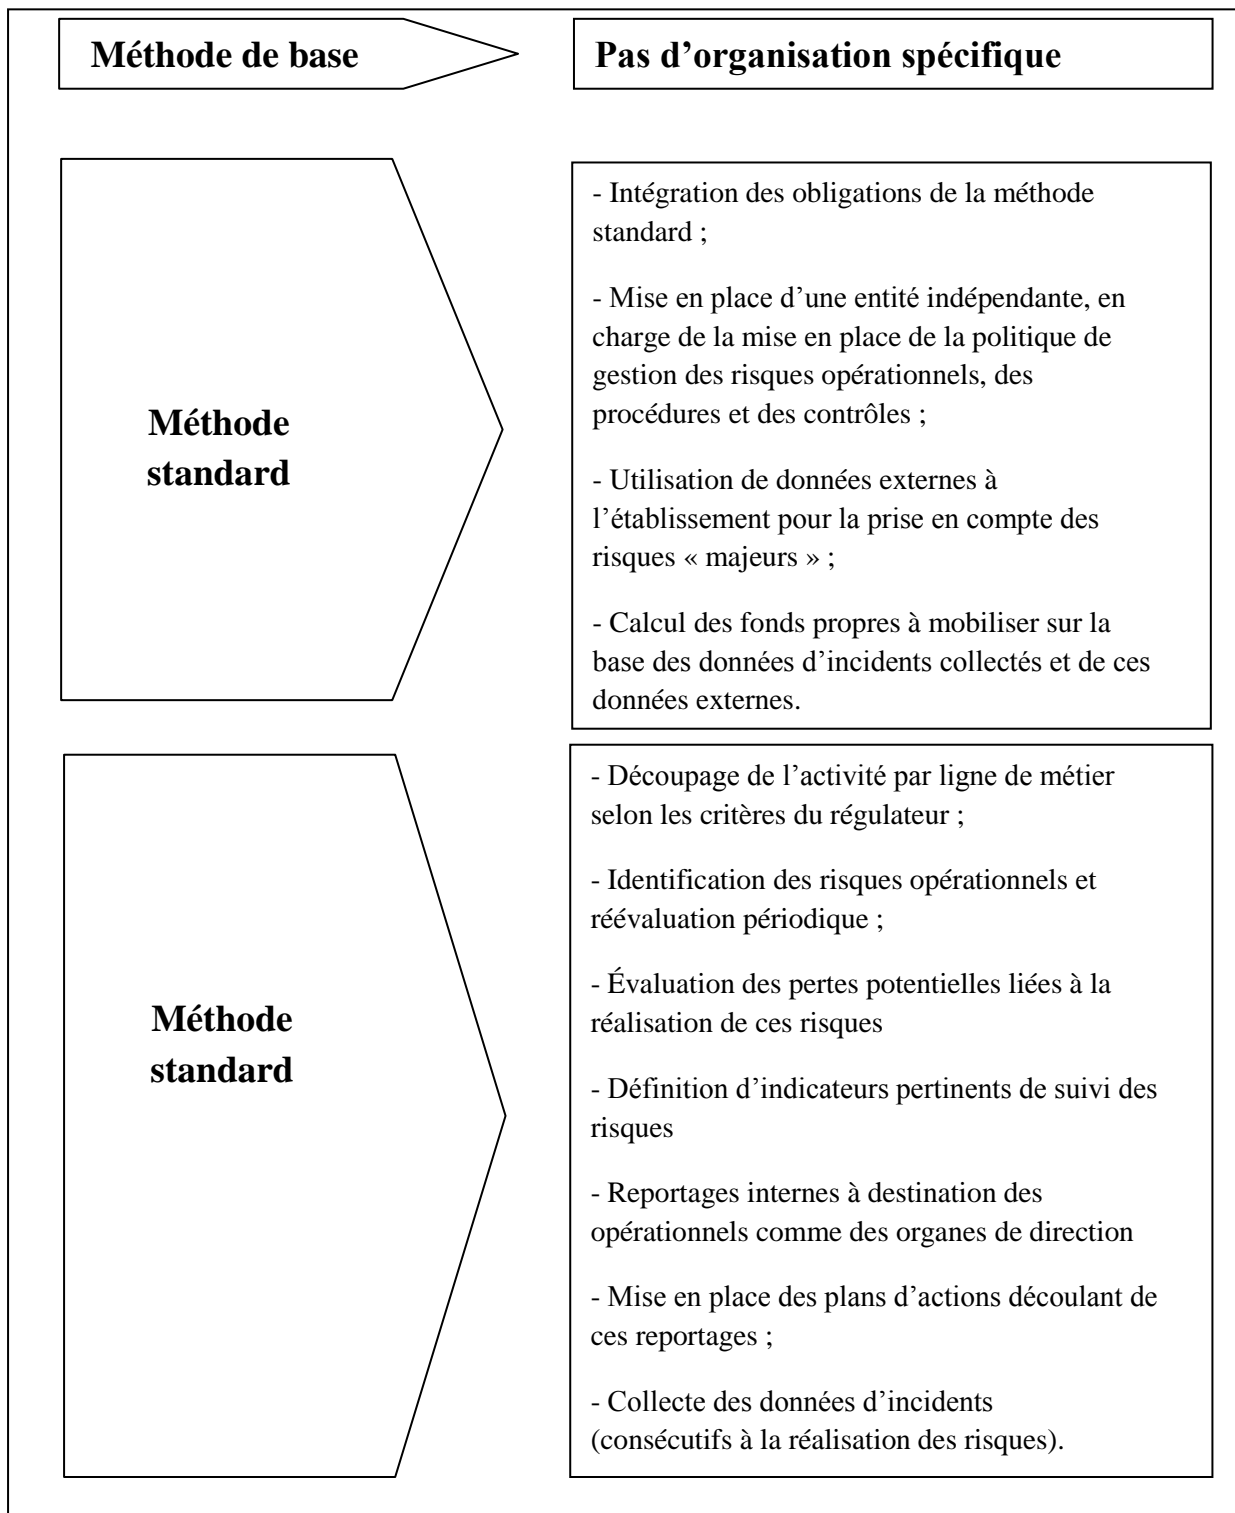 Méthode de base
Pas d’organisation spécifique
Méthode
standard
- Intégration des obligations de la méthode
standard ;
- Mise en place d’une entité indépendante, en
charge de la mise en place de la politique de
gestion des risques opérationnels, des
procédures et des contrôles ;
- Utilisation de données externes à
l’établissement pour la prise en compte des
risques « majeurs » ;
- Calcul des fonds propres à mobiliser sur la
base des données d’incidents collectés et de ces
données externes.
Méthode
standard
- Découpage de l’activité par ligne de métier
selon les critères du régulateur ;
- Identification des risques opérationnels et
réévaluation périodique ;
- Évaluation des pertes potentielles liées à la
réalisation de ces risques
- Définition d’indicateurs pertinents de suivi des
risques
- Reportages internes à destination des
opérationnels comme des organes de direction
- Mise en place des plans d’actions découlant de
ces reportages ;
- Collecte des données d’incidents
(consécutifs à la réalisation des risques).